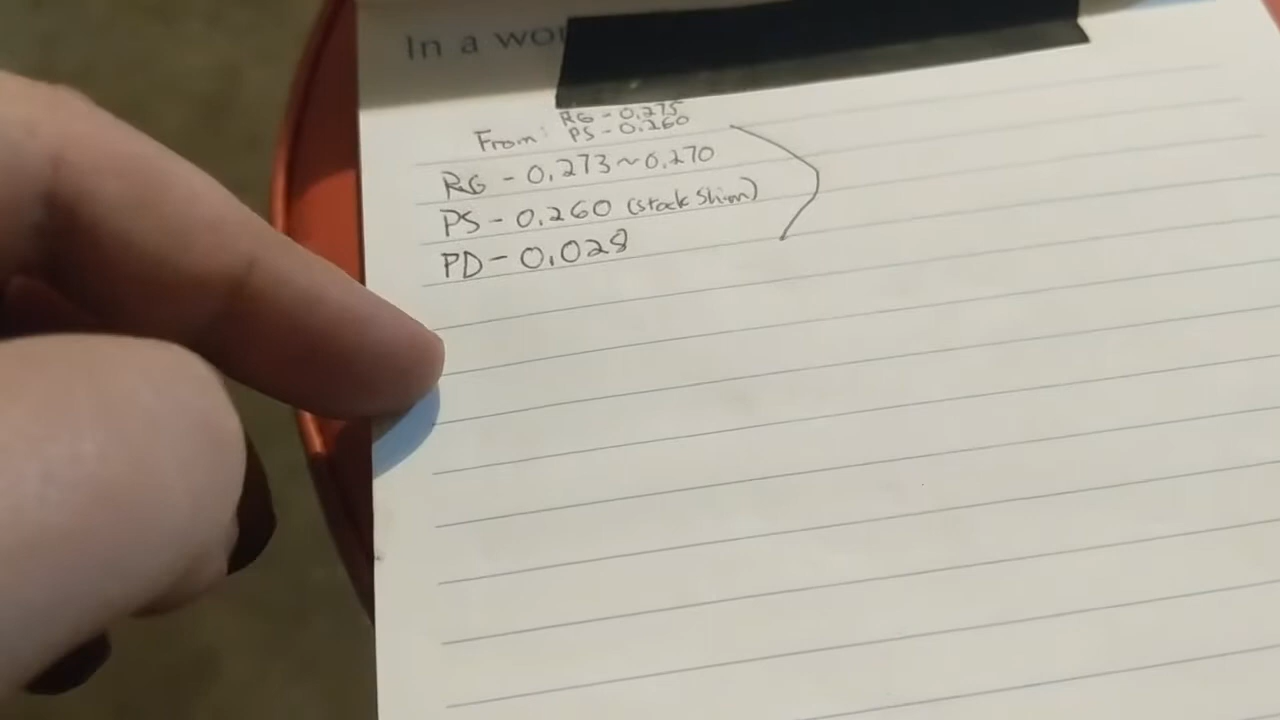 In a
RG - 0.275
From: PS - 0.260
RG - 0.273 ~ 0.270
PS - 0.260 (Stock Shim)
PD - 0.028